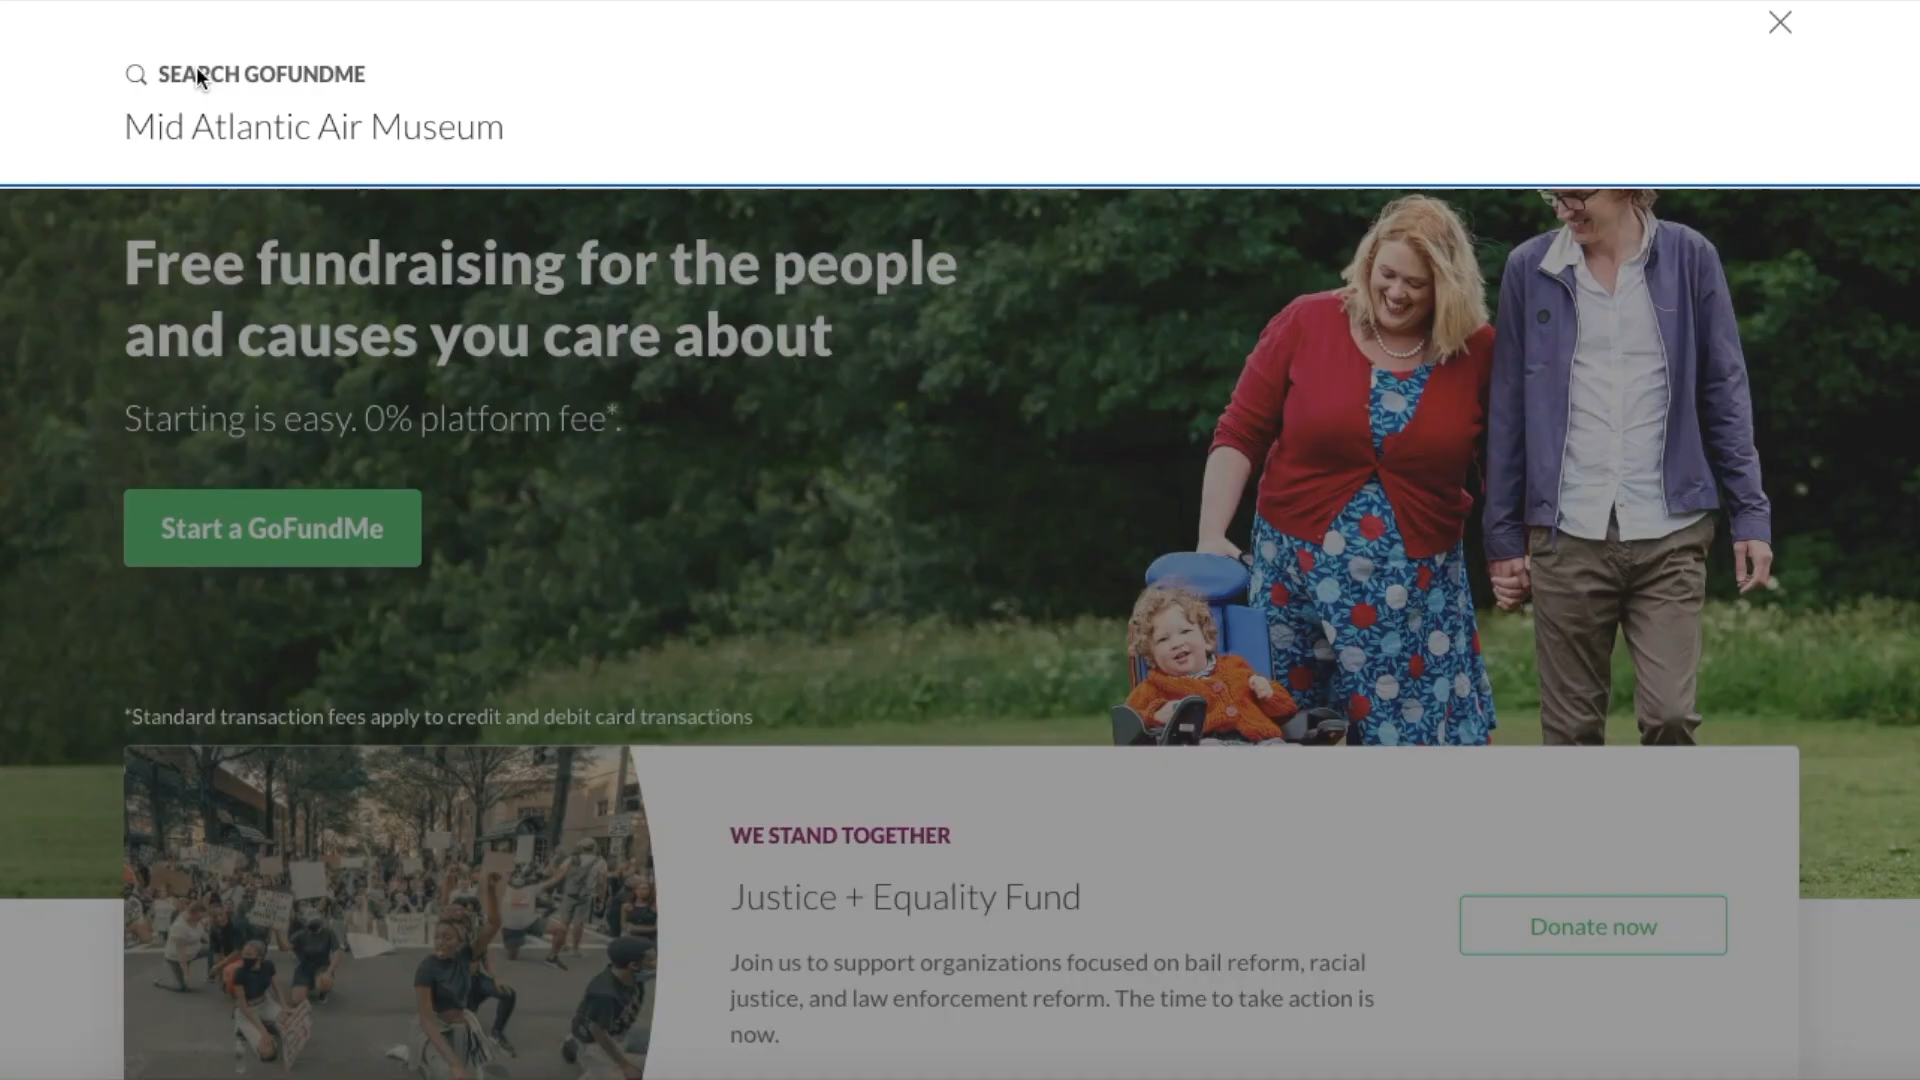 SEARCH GOFUNDME
Mid Atlantic Air Museum
Free fundraising for the people
and causes you care about
Starting is easy. 0% platform fee*.
Start a GoFundMe
*Standard transaction fees apply to credit and debit card transactions
WE STAND TOGETHER
Justice + Equality Fund
Donate now
Join us to support organizations focused on bail reform, racial
justice, and law enforcement reform. The time to take action is
now.